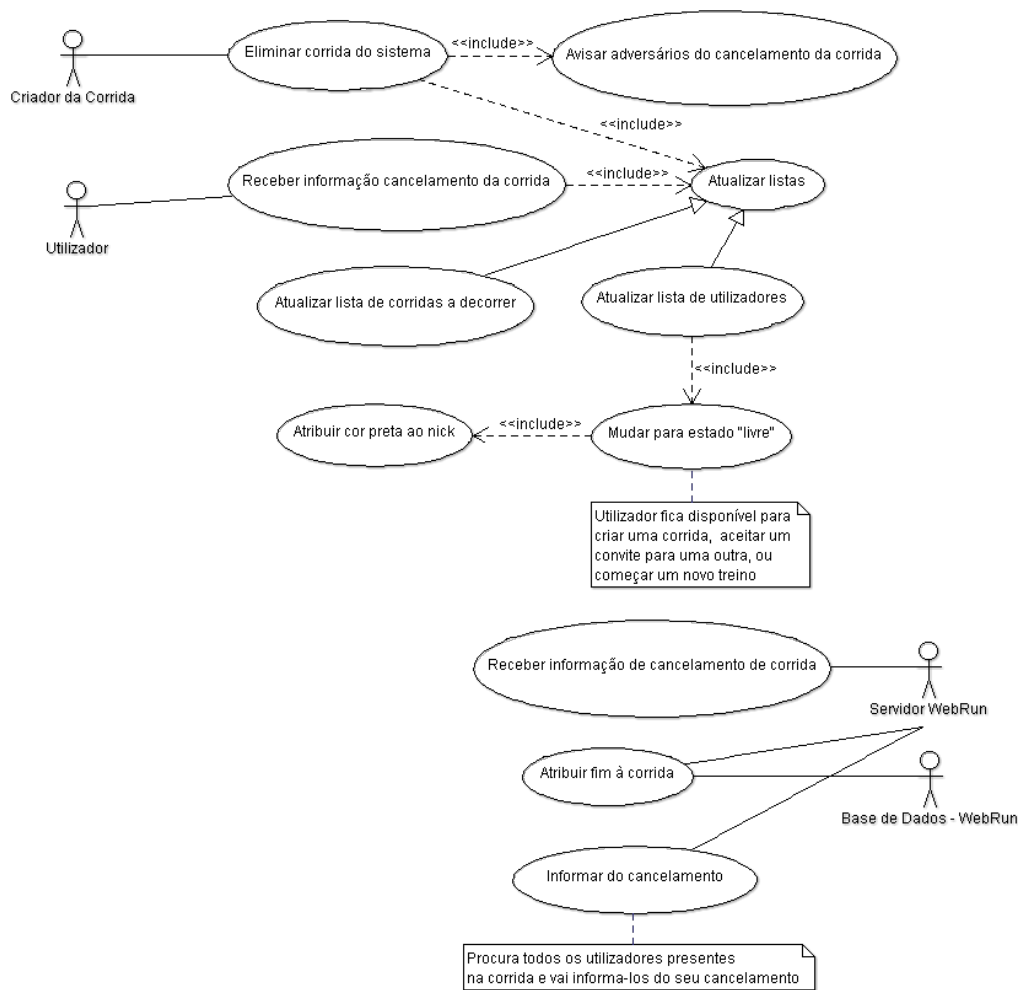 Criador da Corrida
Eliminar corrida do sistema
<<include>>
Avisar adversários do cancelamento da corrida
<<include>>
Utilizador
Receber informação cancelamento da corrida
<<include>>
Atualizar listas
Atualizar lista de corridas a decorrer
Atualizar lista de utilizadores
<<include>>
Atribuir cor preta ao nick
<<include>>
Mudar para estado "livre"
Utilizador fica disponível para
criar uma corrida, aceitar um
convite para uma outra, ou
começar um novo treino
Receber informação de cancelamento de corrida
Servidor WebRun
Atribuir fim à corrida
Base de Dados - WebRun
Informar do cancelamento
Procura todos os utilizadores presentes
na corrida e vai informa-los do seu cancelamento